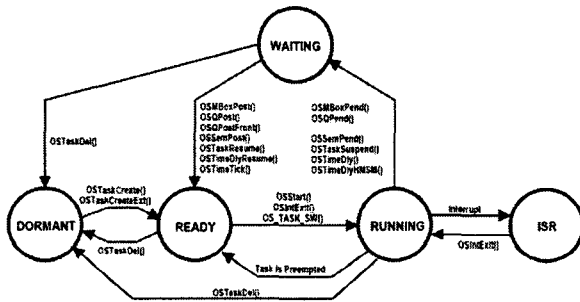 WAITING
OSTaskDel()
OSMBoxPost()
OSQPost()
OSQPostFront()
OSSemPost()
OSTaskResume()
OSTimeDlyResume()
OSTimeTick()
OSMBoxPend()
OSQPend()
OSSemPend()
OSTaskSuspend()
OSTimeDly()
OSTimeDlyHMSM()
OSTaskCreate()
OSTaskCreateExt()
OSStart()
OSIntExit()
OS_TASK_SW()
Interrupt
DORMANT
READY
RUNNING
ISR
OSIntExit()
OSTaskDel()
Task is Preempted
OSTaskDel()